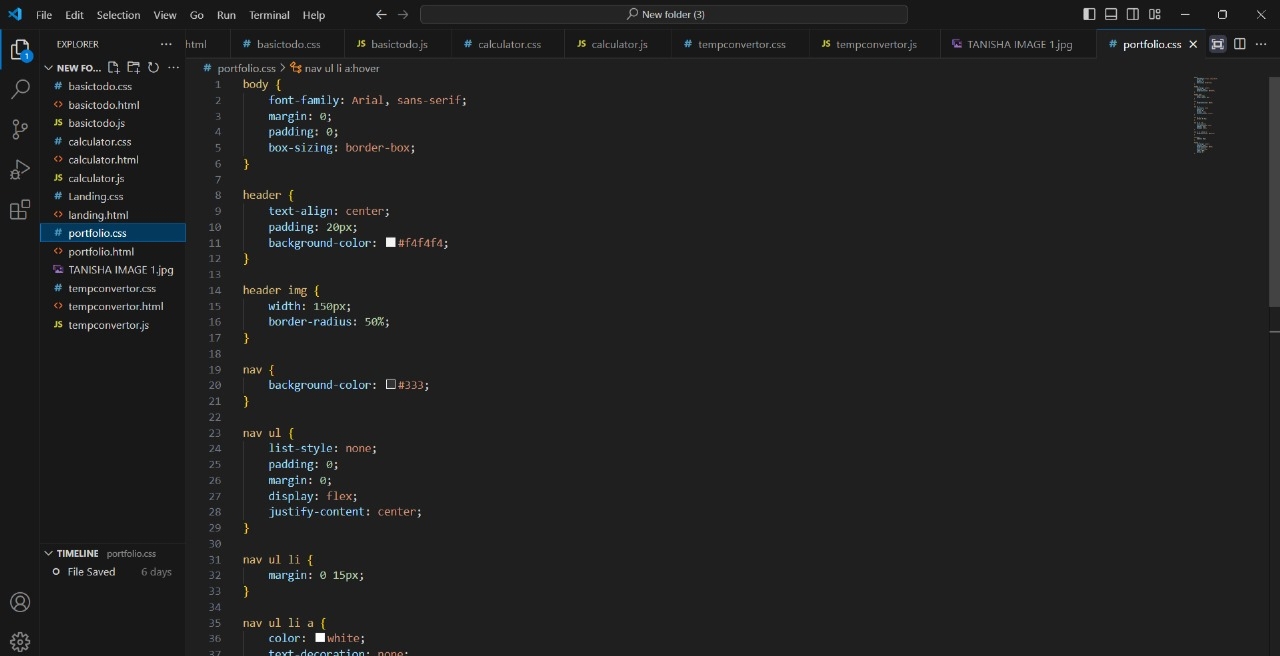 File Edit Selection View Go Run Terminal Help New folder (3)
EXPLORER
html basictodo.css basictodo.js calculator.css calculator.js tempconvertor.css tempconvertor.js TANISHA IMAGE 1.jpg portfolio.css
NEW FO...
basictodo.css
basictodo.html
basictodo.js
calculator.css
calculator.html
calculator.js
Landing.css
landing.html
portfolio.css
portfolio.html
TANISHA IMAGE 1.jpg
tempconvertor.css
tempconvertor.html
tempconvertor.js
TIMELINE portfolio.css
File Saved 6 days
1
# portfolio.css > nav ul li a:hover
1 body {
2 font-family: Arial, sans-serif;
3 margin: 0;
4 padding: 0;
5 box-sizing: border-box;
6 }
7
8 header {
9 text-align: center;
10 padding: 20px;
11 background-color: #f4f4f4;
12 }
13
14 header img {
15 width: 150px;
16 border-radius: 50%;
17 }
18
19 nav {
20 background-color: #333;
21 }
22
23 nav ul {
24 list-style: none;
25 padding: 0;
26 margin: 0;
27 display: flex;
28 justify-content: center;
29 }
30
31 nav ul li {
32 margin: 0 15px;
33 }
34
35 nav ul li a {
36 color: white;
37 text-decoration: none;